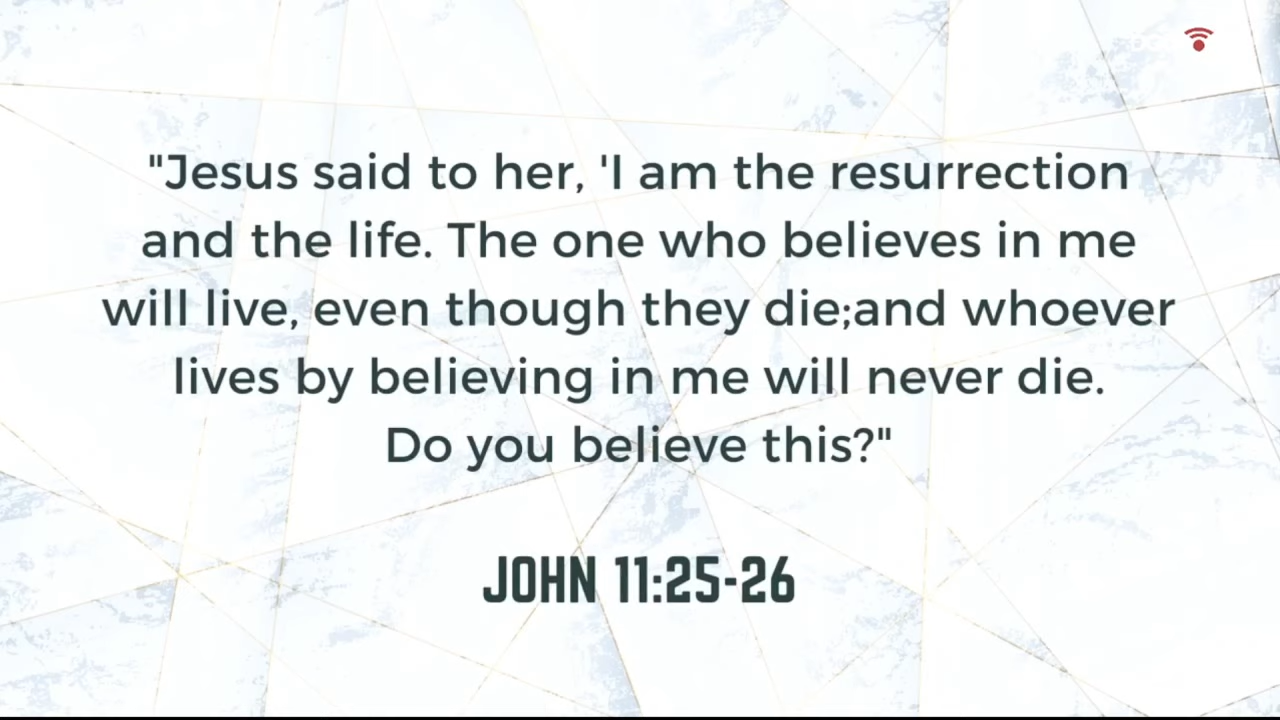 "Jesus said to her, 'I am the resurrection
and the life. The one who believes in me
will live, even though they die;and whoever
lives by believing in me will never die.
Do you believe this?"
JOHN 11:25-26